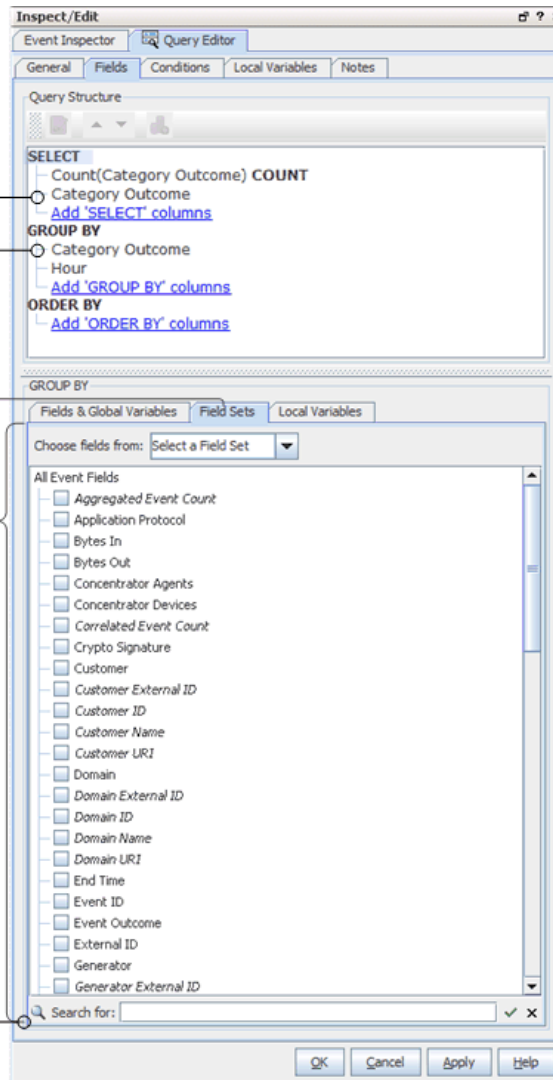 Inspect/Edit ?
Event Inspector Query Editor
General Fields Conditions Local Variables Notes
Query Structure
SELECT
Count(Category Outcome) COUNT
Category Outcome
Add 'SELECT' columns
GROUP BY
Category Outcome
Hour
Add 'GROUP BY' columns
ORDER BY
Add 'ORDER BY' columns
GROUP BY
Fields & Global Variables Field Sets Local Variables
Choose fields from: Select a Field Set
All Event Fields
Aggregated Event Count
Application Protocol
Bytes In
Bytes Out
Concentrator Agents
Concentrator Devices
Correlated Event Count
Crypto Signature
Customer
Customer External ID
Customer ID
Customer Name
Customer URI
Domain
Domain External ID
Domain ID
Domain Name
Domain URI
End Time
Event ID
Event Outcome
External ID
Generator
Generator External ID
Search for:
OK Cancel Apply Help